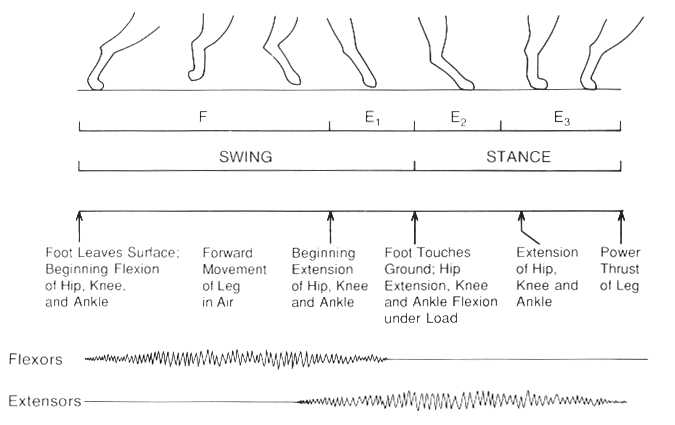 F E₁ E₂ E₃
SWING STANCE
Foot Leaves Surface;
Beginning Flexion
of Hip, Knee,
and Ankle
Forward
Movement
of Leg
in Air
Beginning
Extension
of Hip, Knee
and Ankle
Foot Touches
Ground; Hip
Extension, Knee
and Ankle Flexion
under Load
Extension
of Hip,
Knee and
Ankle
Power
Thrust
of Leg
Flexors
Extensors